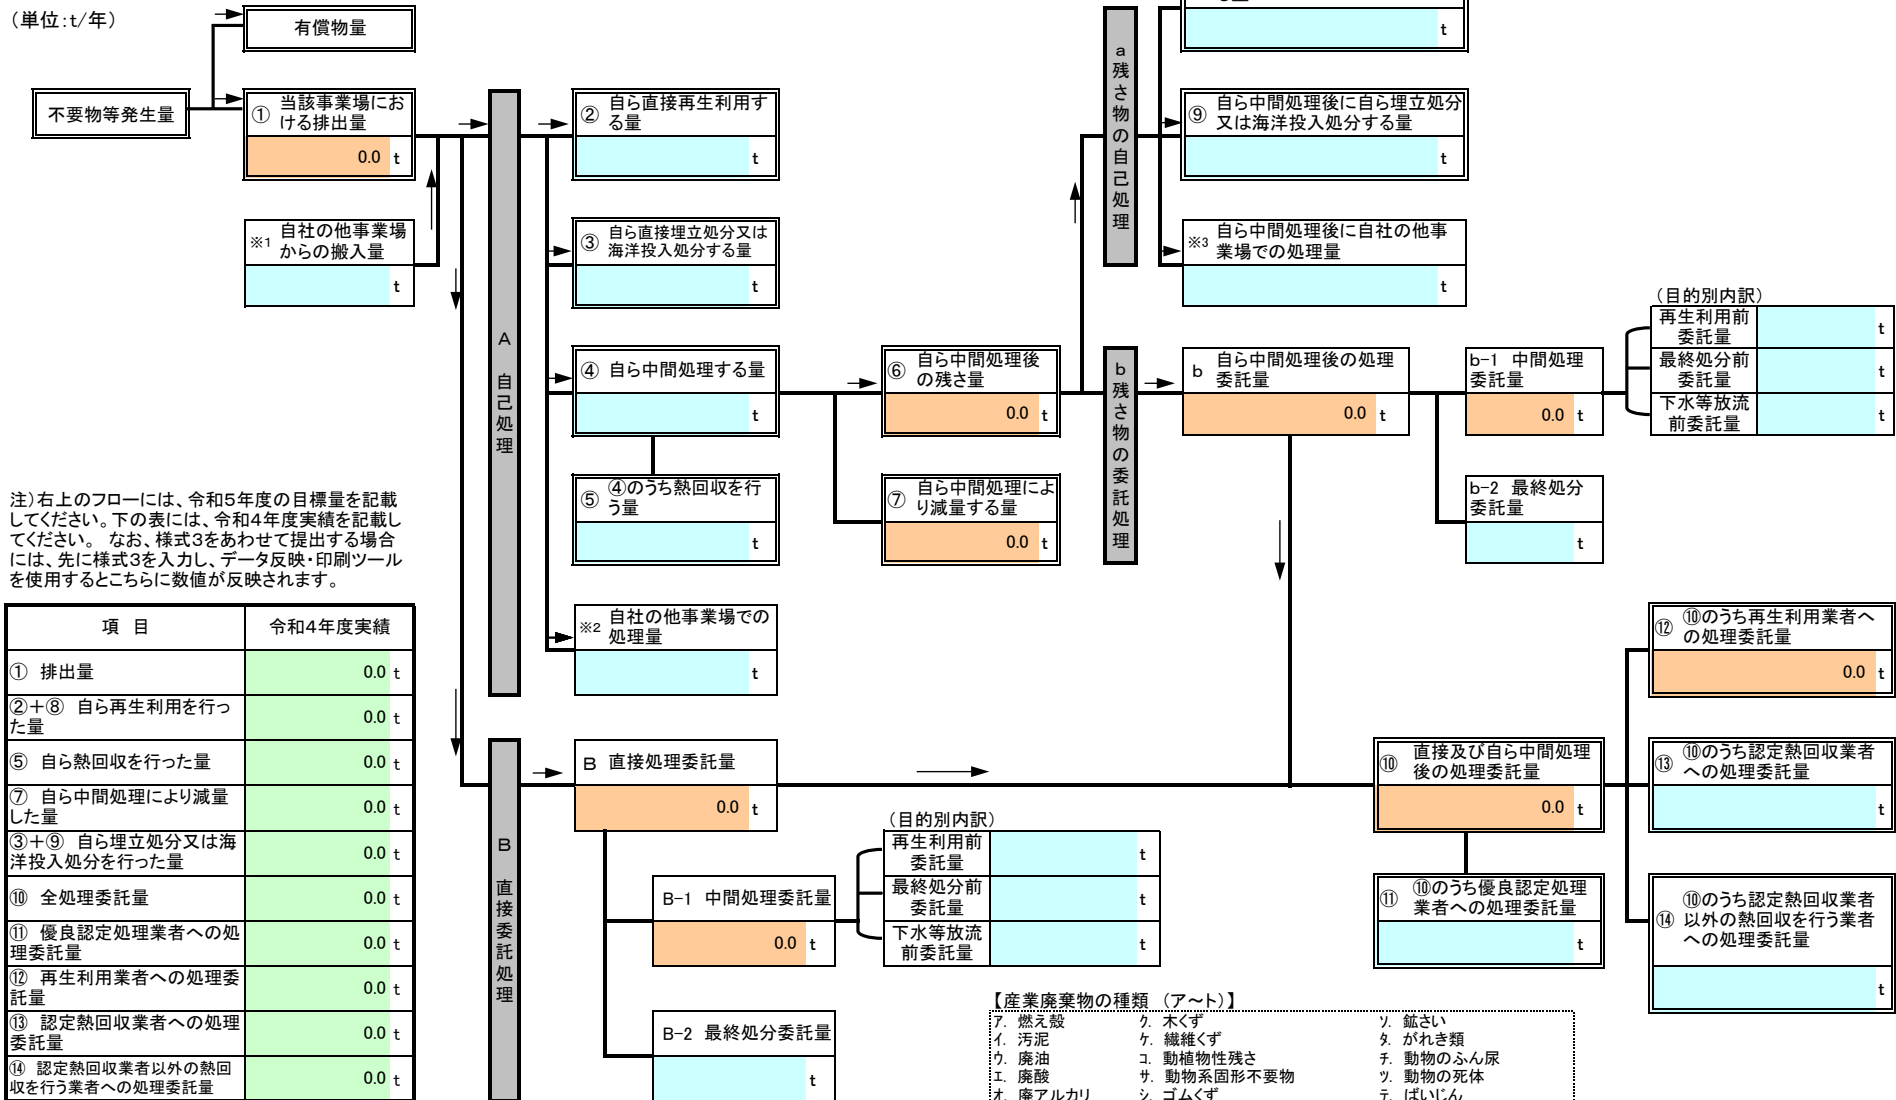 （単位：ｔ/年）
有償物量
不要物等発生量
① 当該事業場にお
ける排出量
0.0 t
※1 自社の他事業場
からの搬入量
t
A 自己処理
② 自ら直接再生利用す
る量
t
③ 自ら直接埋立処分又は
海洋投入処分する量
t
④ 自ら中間処理する量
t
⑤ ④のうち熱回収を行
う量
t
※2 自社の他事業場での
処理量
t
⑥ 自ら中間処理後
の残さ量
0.0 t
⑦ 自ら中間処理によ
り減量する量
0.0 t
a 残さ物の自己処理
t
⑨ 自ら中間処理後に自ら埋立処分
又は海洋投入処分する量
t
※3 自ら中間処理後に自社の他事
業場での処理量
t
b 残さ物の委託処理
b 自ら中間処理後の処理
委託量
0.0 t
b-1 中間処理
委託量
0.0 t
（目的別内訳）
再生利用前
委託量
t
最終処分前
委託量
t
下水等放流
前委託量
t
b-2 最終処分
委託量
t
注）右上のフローには、令和５年度の目標量を記載
してください。下の表には、令和４年度実績を記載し
てください。 なお、様式３をあわせて提出する場合
には、先に様式３を入力し、データ反映・印刷ツール
を使用するとこちらに数値が反映されます。
項 目 令和４年度実績
① 排出量 0.0 t
②＋⑧ 自ら再生利用を行っ
た量 0.0 t
⑤ 自ら熱回収を行った量 0.0 t
⑦ 自ら中間処理により減量
した量 0.0 t
③＋⑨ 自ら埋立処分又は海
洋投入処分を行った量 0.0 t
⑩ 全処理委託量 0.0 t
⑪ 優良認定処理業者への処
理委託量 0.0 t
⑫ 再生利用業者への処理委
託量 0.0 t
⑬ 認定熱回収業者への処理
委託量 0.0 t
⑭ 認定熱回収業者以外の熱回
収を行う業者への処理委託量 0.0 t
B 直接委託処理
B 直接処理委託量
0.0 t
B-1 中間処理委託量
0.0 t
（目的別内訳）
再生利用前
委託量
t
最終処分前
委託量
t
下水等放流
前委託量
t
B-2 最終処分委託量
t
⑩ 直接及び自ら中間処理
後の処理委託量
0.0 t
⑪ ⑩のうち優良認定処理
業者への処理委託量
t
⑫ ⑩のうち再生利用業者へ
の処理委託量
0.0 t
⑬ ⑩のうち認定熱回収業者
への処理委託量
t
⑭ ⑩のうち認定熱回収業者
以外の熱回収を行う業者
への処理委託量
t
【産業廃棄物の種類 （ア～ト）】
ア. 燃え殻 ク. 木くず ソ. 鉱さい
イ. 汚泥 ケ. 繊維くず タ. がれき類
ウ. 廃油 コ. 動植物性残さ チ. 動物のふん尿
エ. 廃酸 サ. 動物系固形不要物 ツ. 動物の死体
オ. 廃アルカリ シ. ゴムくず テ. ばいじん